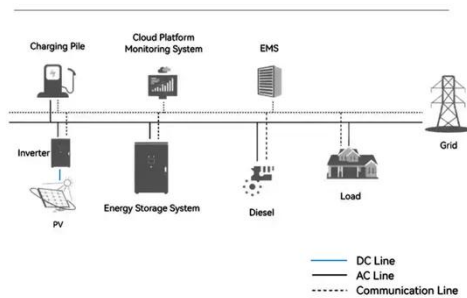 Charging Pile
Cloud Platform
Monitoring System
EMS
Grid
Inverter
PV
Energy Storage System
Diesel
Load
DC Line
AC Line
Communication Line